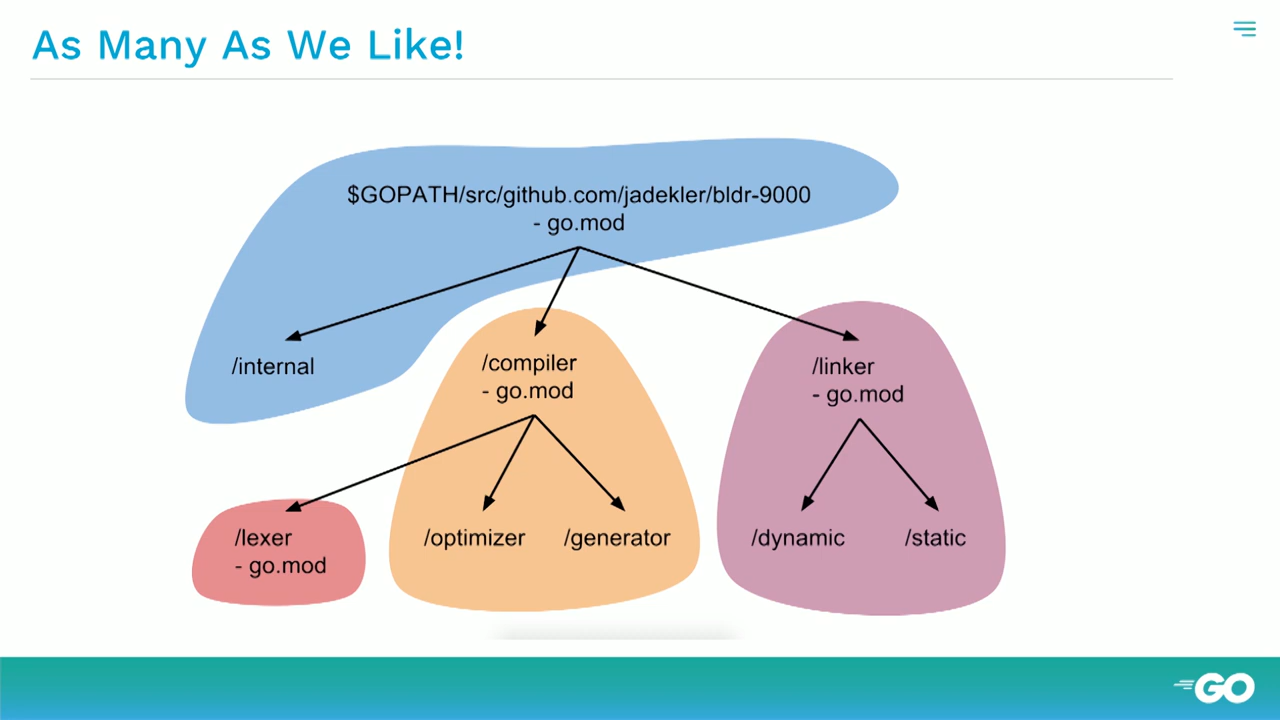 As Many As We Like!
$GOPATH/src/github.com/jadekler/bldr-9000
- go.mod
/internal
/compiler
- go.mod
/linker
- go.mod
/lexer
- go.mod
/optimizer
/generator
/dynamic
/static
GO